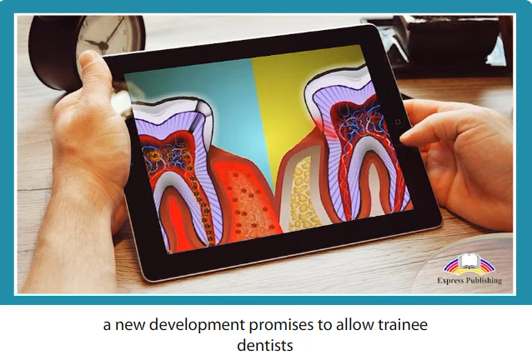 Express Publishing
a new development promises to allow trainee
dentists